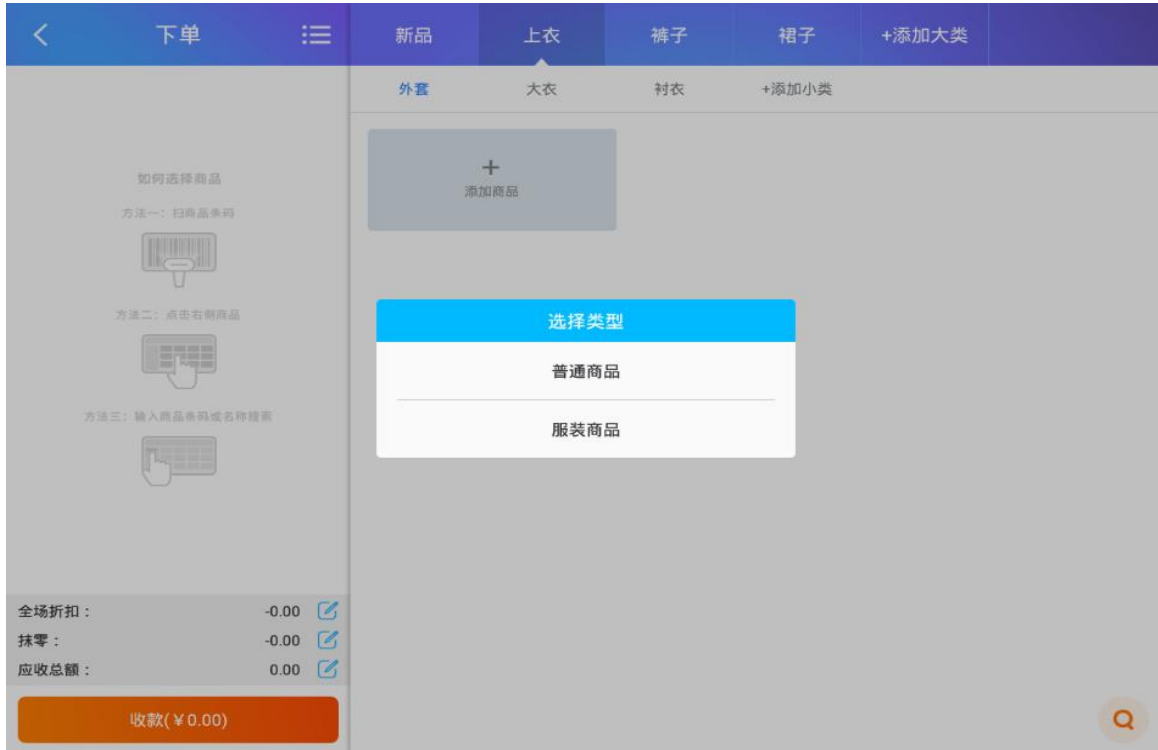 下单
新品
上衣
裤子
裙子
+添加大类
外套
大衣
衬衣
+添加小类
如何选择商品
方法一：扫商品条码
方法二：点击右侧商品
方法三：输入商品条码或名称搜索
添加商品
选择类型
普通商品
服装商品
全场折扣： -0.00
抹零： -0.00
应收总额： 0.00
收款(￥0.00)